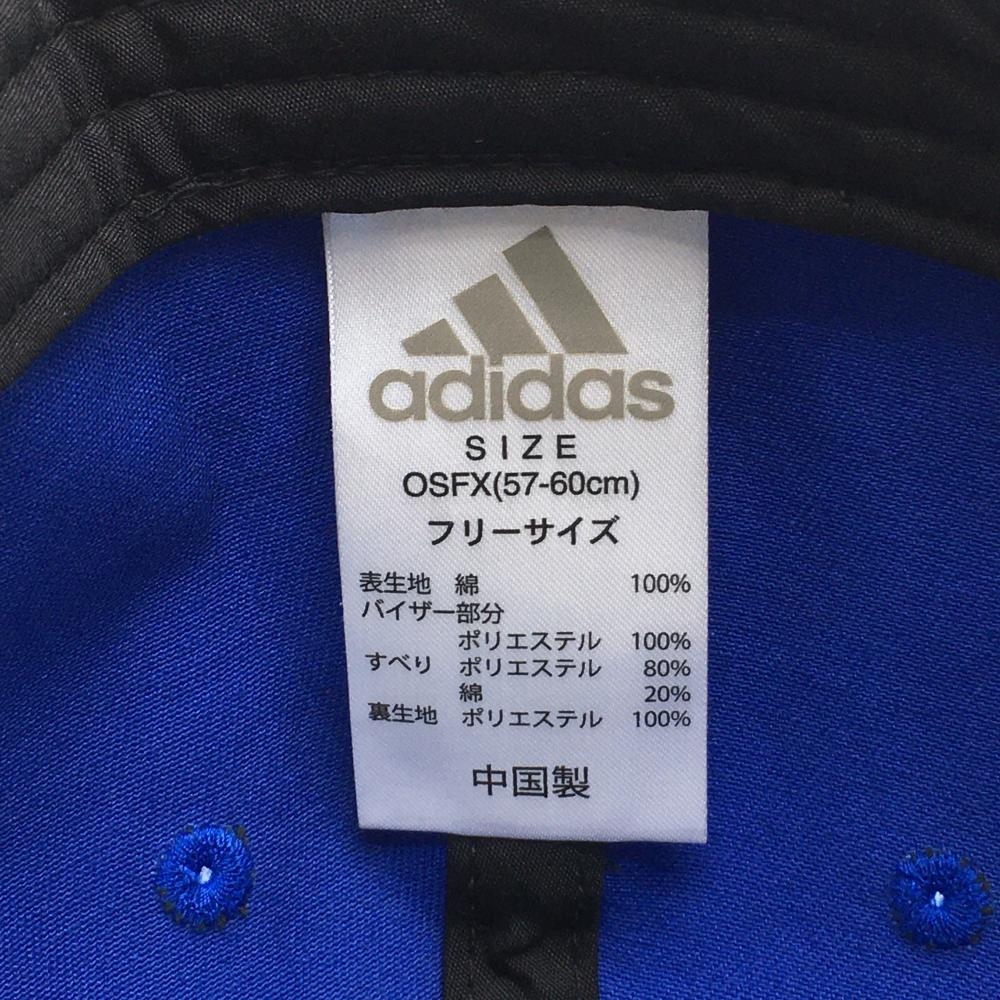 adidas
SIZE
OSFX(57-60cm)
フリーサイズ
表生地 綿 100%
バイザー部分
ポリエステル 100%
すべり ポリエステル 80%
綿 20%
裏生地 ポリエステル 100%
中国製